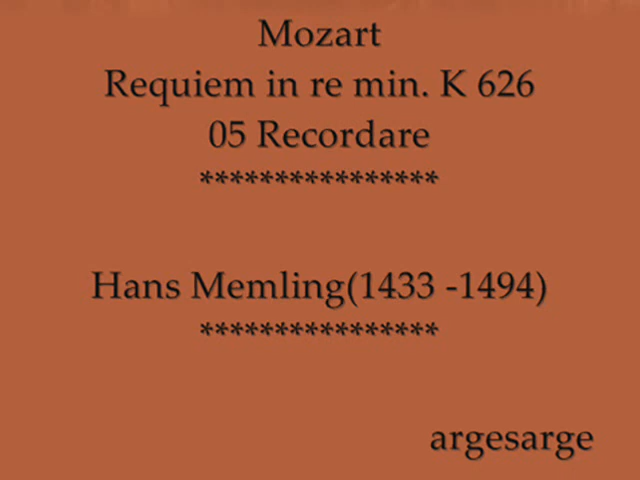 Mozart
Requiem in re min. K 626
05 Recordare
****************
Hans Memling(1433 -1494)
****************
argesarge